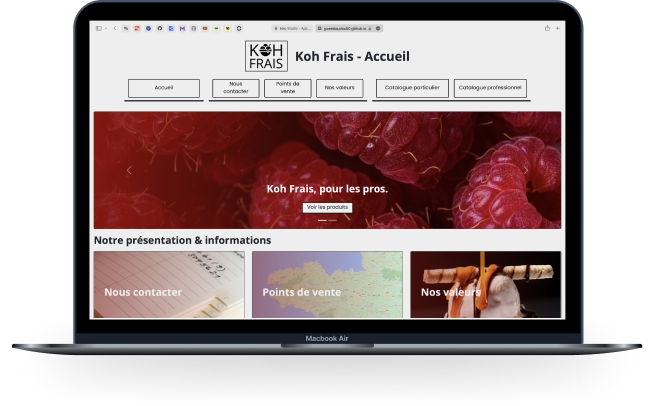 KOH
FRAIS
Koh Frais - Accueil
Accueil
Nous
contacter
Points de
vente
Nos valeurs
Catalogue particulier
Catalogue professionnel
Koh Frais, pour les pros.
Voir les produits
Notre présentation & informations
Nous contacter
Points de vente
Nos valeurs
Macbook Air